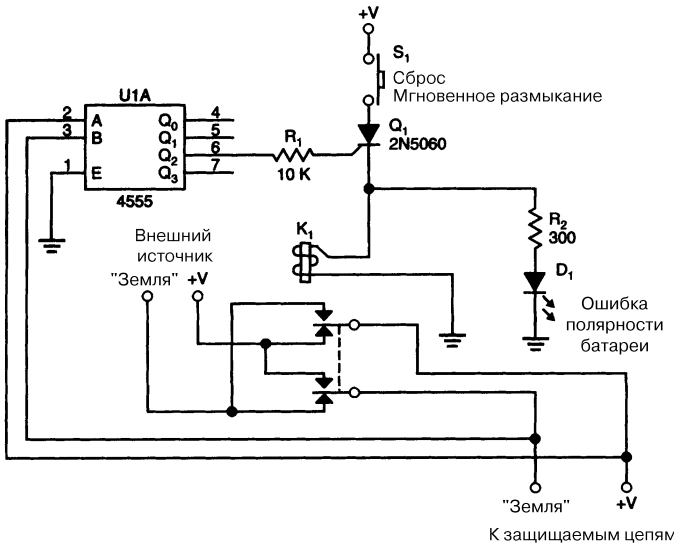 +V
S1
Сброс
Мгновенное размыкание
U1A
2 A Q0 4
3 B Q1 5
Q2 6
1 E Q3 7
4555
R1
10 K
Q1
2N5060
K1
R2
300
D1
Внешний
источник
"Земля" +V
Ошибка
полярности
батареи
"Земля" +V
К защищаемым цепям